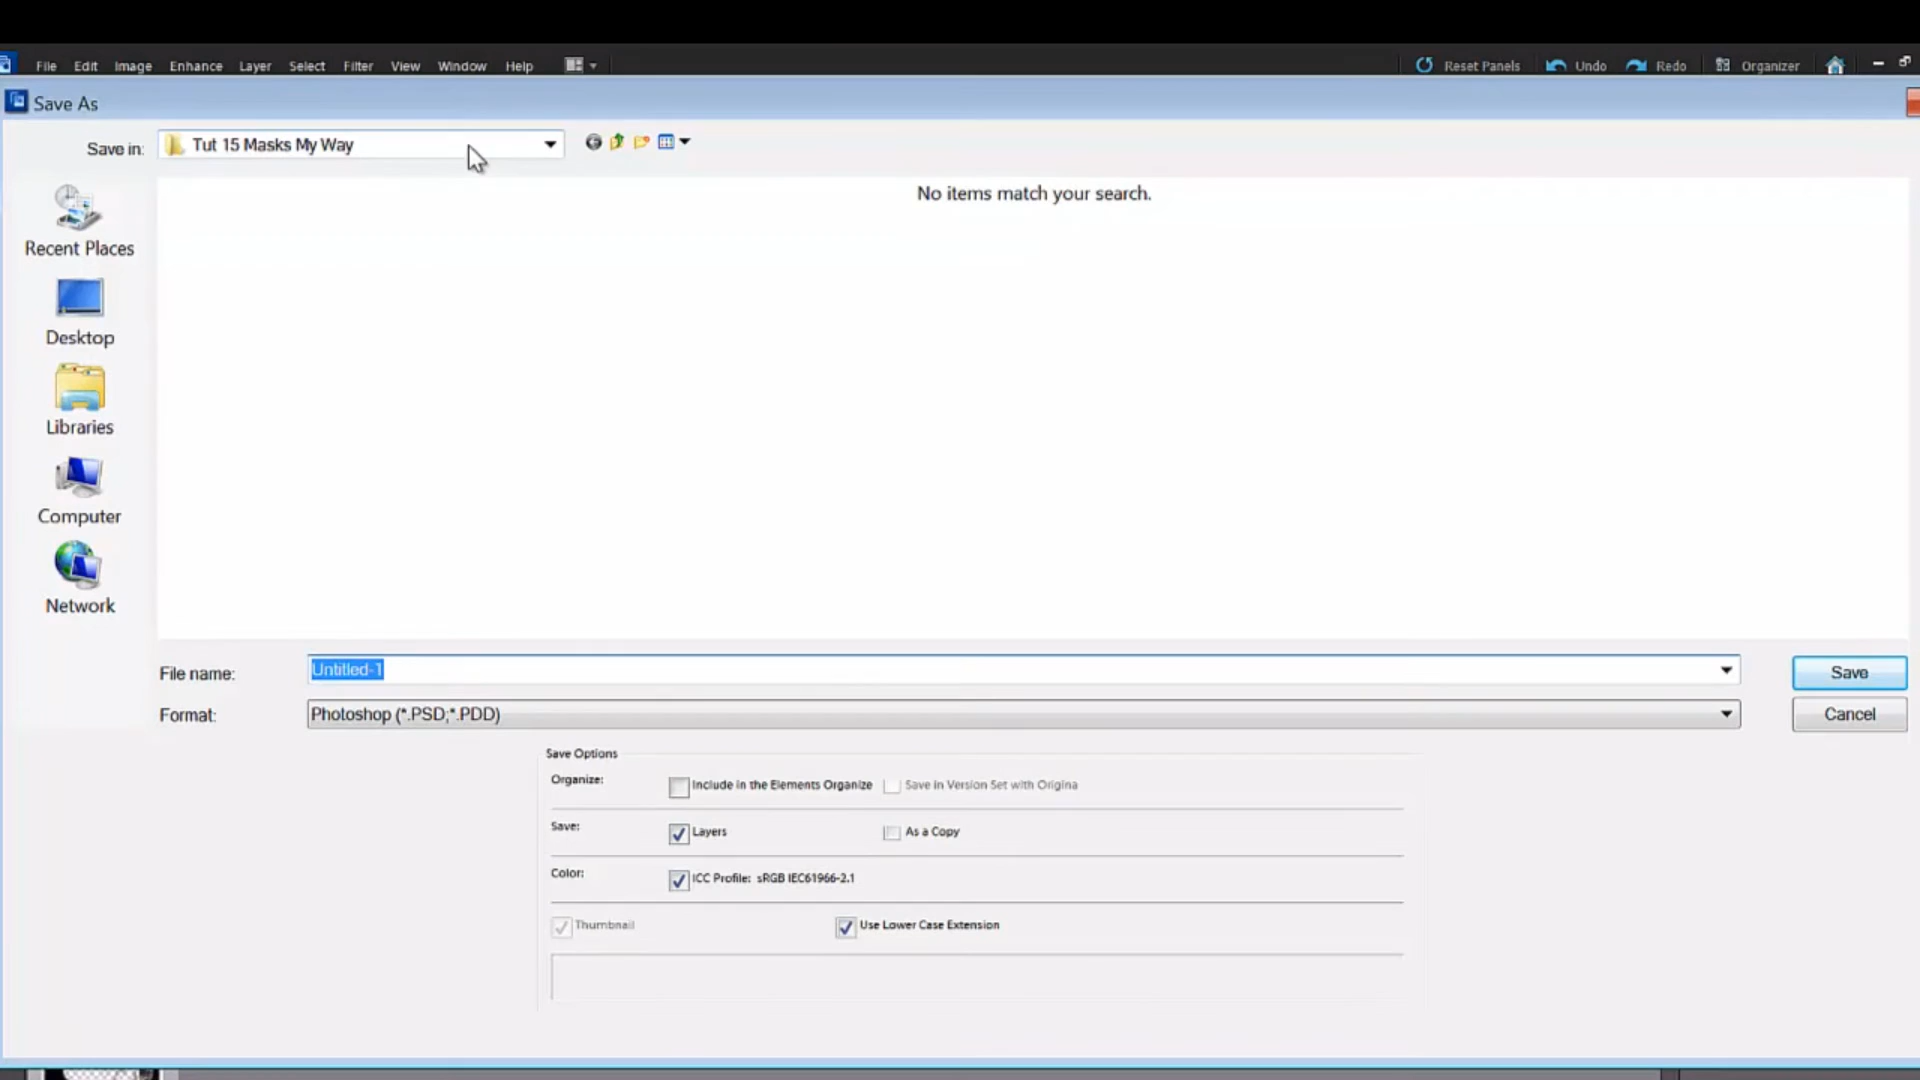 File Edit Image Enhance Layer Select Filter View Window Help Reset Panels Undo Redo Organizer
Save As
Save in: Tut 15 Masks My Way
No items match your search.
Recent Places
Desktop
Libraries
Computer
Network
File name: Untitled-1 Save
Format: Photoshop (*.PSD;*.PDD) Cancel
Save Options
Organize: Include in the Elements Organize Save in Version Set with Origina
Save: Layers As a Copy
Color: ICC Profile: sRGB IEC61966-2.1
Thumbnail Use Lower Case Extension